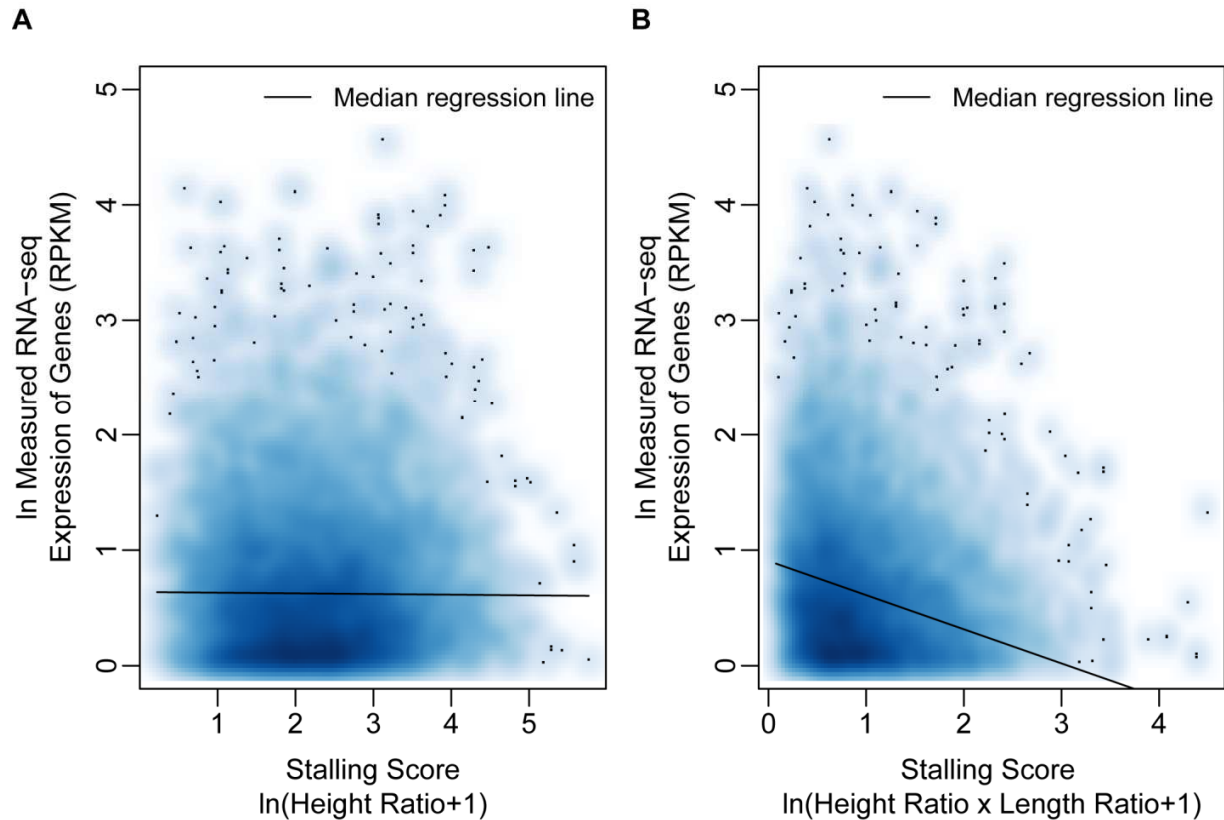 A
ln Measured RNA−seq
Expression of Genes (RPKM)
5
4
3
2
1
0
Median regression line
1 2 3 4 5
Stalling Score
ln(Height Ratio+1)
B
ln Measured RNA−seq
Expression of Genes (RPKM)
5
4
3
2
1
0
Median regression line
0 1 2 3 4
Stalling Score
ln(Height Ratio x Length Ratio+1)